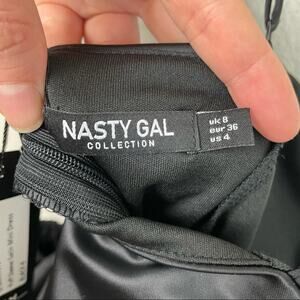 NASTY GAL
COLLECTION
uk 8
eur 36
us 4